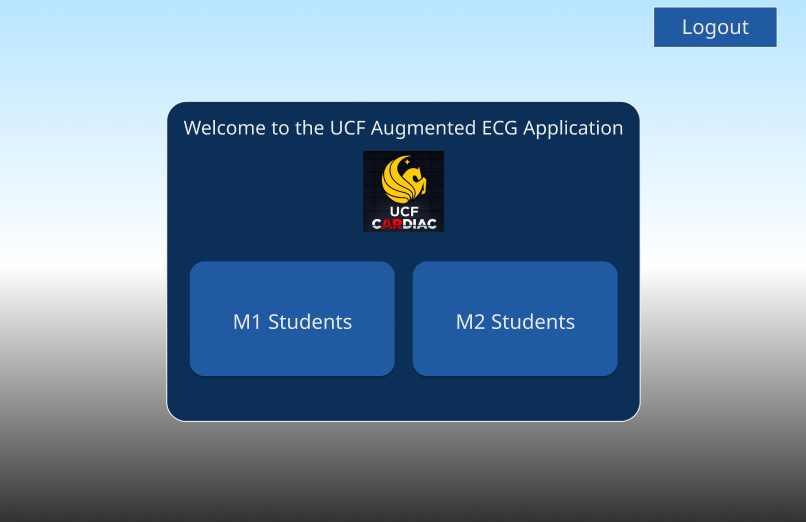 Logout
Welcome to the UCF Augmented ECG Application
UCF
CARDIAC
M1 Students
M2 Students